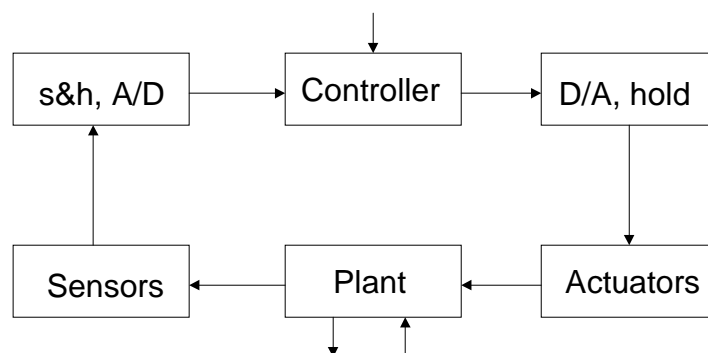 s&h, A/D
Controller
D/A, hold
Sensors
Plant
Actuators